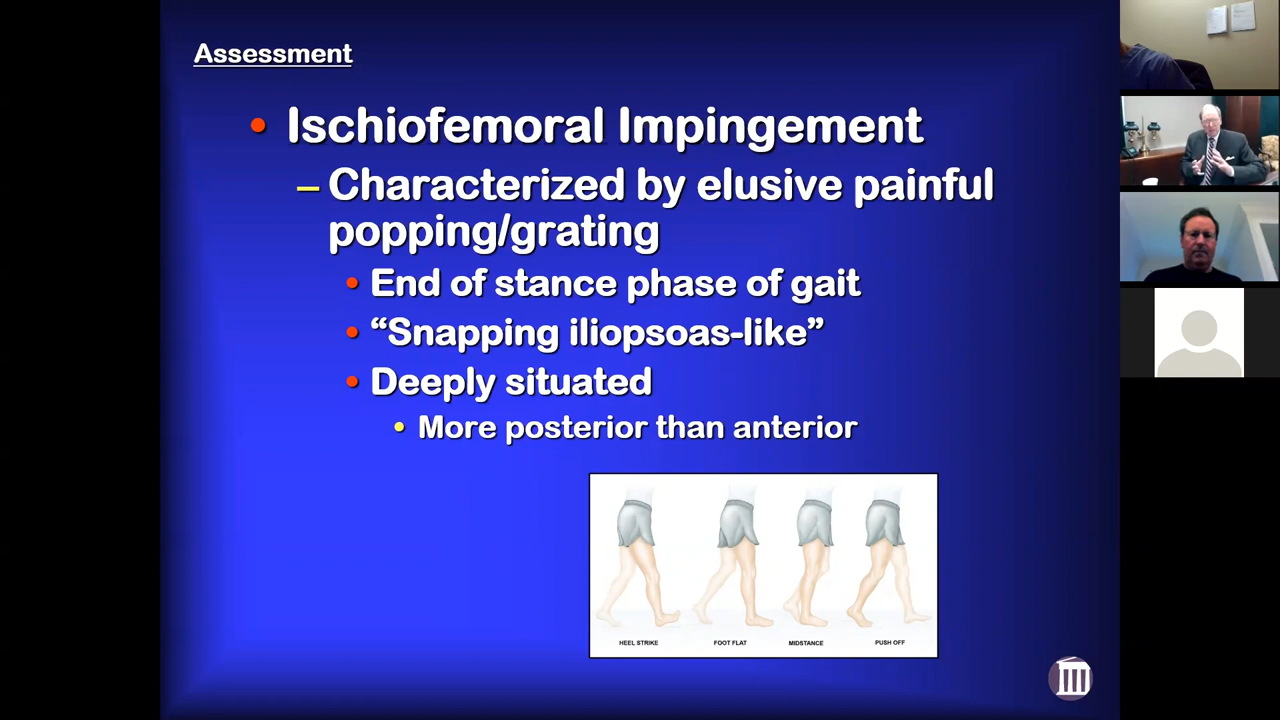 Assessment
• Ischiofemoral Impingement
– Characterized by elusive painful
popping/grating
• End of stance phase of gait
• “Snapping iliopsoas-like”
• Deeply situated
• More posterior than anterior
HEEL STRIKE FOOT FLAT MIDSTANCE PUSH OFF